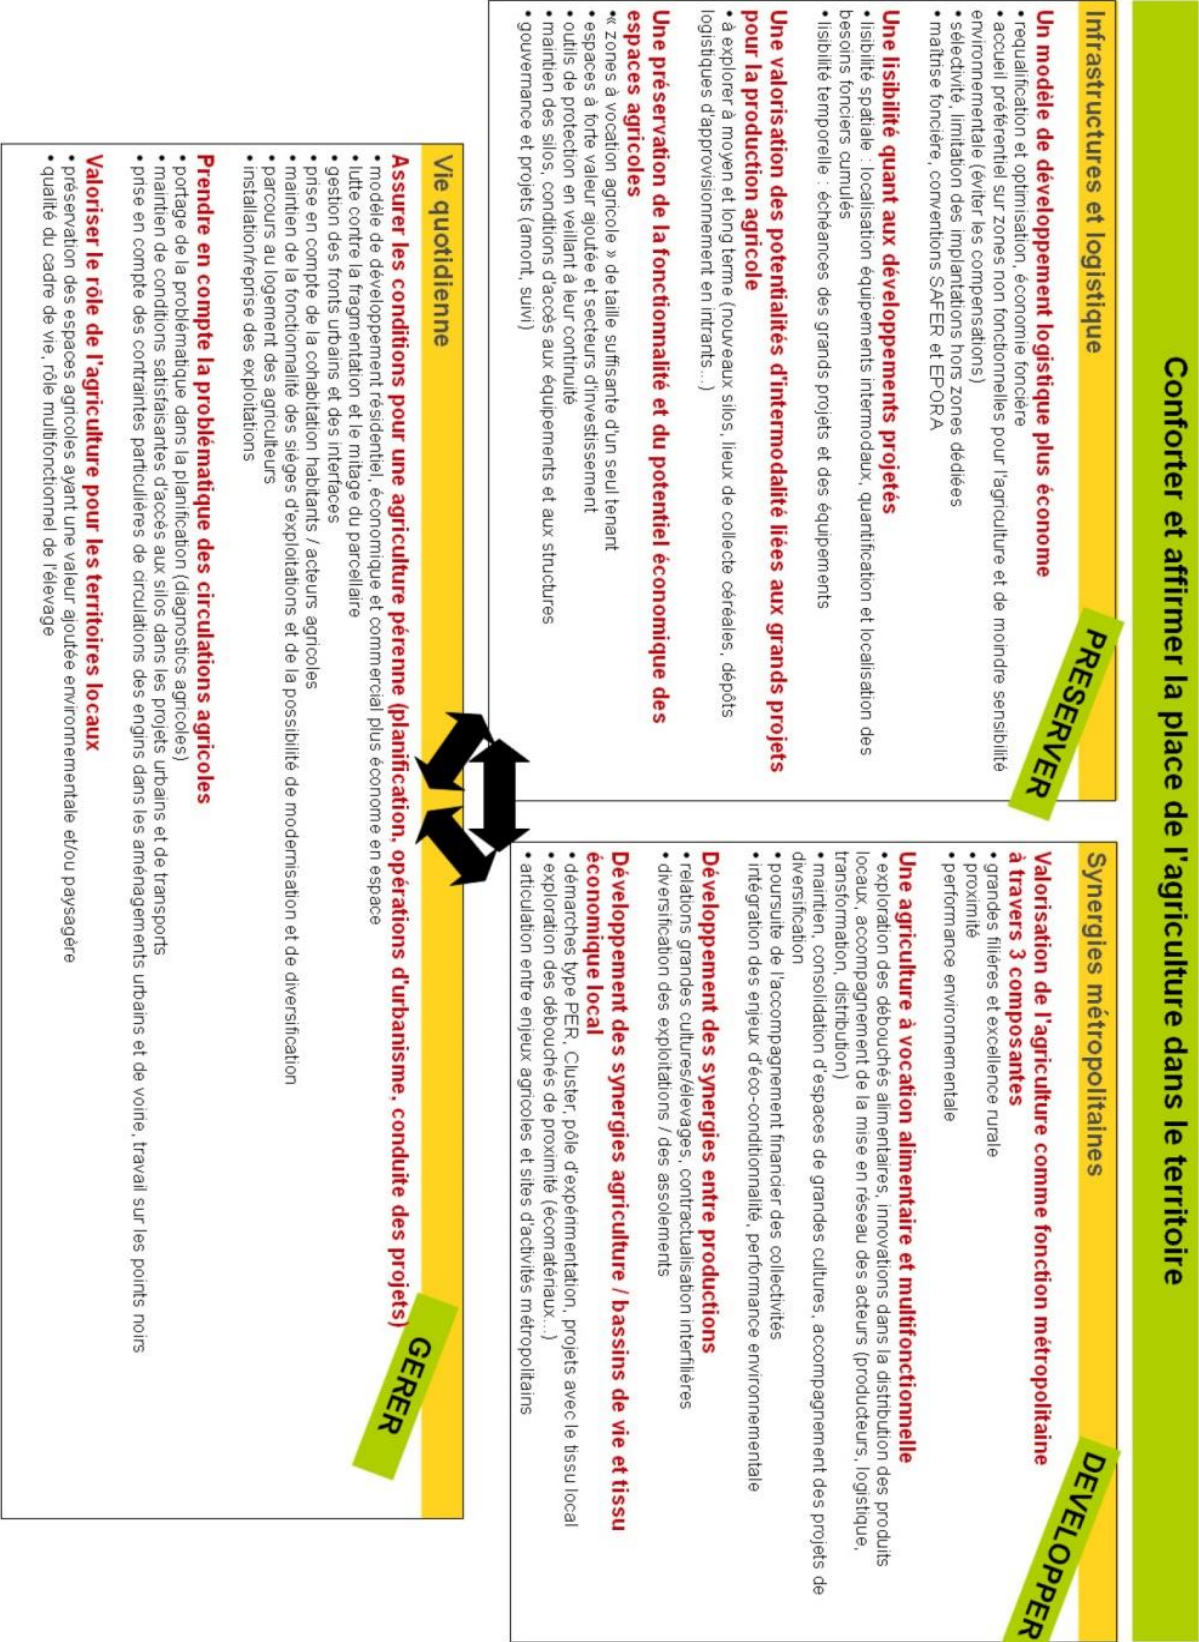 Conforter et affirmer la place de l'agriculture dans le territoire
Infrastructures et logistique
PRESERVER
Un modèle de développement logistique plus économe
• requalification et optimisation, économie foncière
• accueil préférentiel sur zones non fonctionnelles pour l'agriculture et de moindre sensibilité
environnementale (éviter les compensations)
• sélectivité, limitation des implantations hors zones dédiées
• maîtrise foncière, conventions SAFER et EPORA
Une lisibilité quant aux développements projetés
• lisibilité spatiale : localisation équipements intermodaux, quantification et localisation des
besoins fonciers cumulés
• lisibilité temporelle : échéances des grands projets et des équipements
Une valorisation des potentialités d'intermodalité liées aux grands projets
pour la production agricole
• à explorer à moyen et long terme (nouveaux silos, lieux de collecte céréales, dépôts
logistiques d'approvisionnement en intrants...)
Une préservation de la fonctionnalité et du potentiel économique des
espaces agricoles
•« zones à vocation agricole » de taille suffisante d'un seul tenant
• espaces à forte valeur ajoutée et secteurs d'investissement
• outils de protection en veillant à leur continuité
• maintien des silos, conditions d'accès aux équipements et aux structures
• gouvernance et projets (amont, suivi)
Synergies métropolitaines
DEVELOPPER
Valorisation de l'agriculture comme fonction métropolitaine
à travers 3 composantes
• grandes filières et excellence rurale
• proximité
• performance environnementale
Une agriculture à vocation alimentaire et multifonctionnelle
• exploration des débouchés alimentaires, innovations dans la distribution des produits
locaux, accompagnement de la mise en réseau des acteurs (producteurs, logistique,
transformation, distribution)
• maintien, consolidation d'espaces de grandes cultures, accompagnement des projets de
diversification
• poursuite de l'accompagnement financier des collectivités
• intégration des enjeux d'éco-conditionnalité, performance environnementale
Développement des synergies entre productions
• relations grandes cultures/élevages, contractualisation interfilières
• diversification des exploitations / des assolements
Développement des synergies agriculture / bassins de vie et tissu
économique local
• démarches type PER, Cluster, pôle d'expérimentation, projets avec le tissu local
• exploration des débouchés de proximité (écomatériaux...)
• articulation entre enjeux agricoles et sites d'activités métropolitains
Vie quotidienne
GERER
Assurer les conditions pour une agriculture pérenne (planification, opérations d'urbanisme, conduite des projets)
• modèle de développement résidentiel, économique et commercial plus économe en espace
• lutte contre la fragmentation et le mitage du parcellaire
• gestion des fronts urbains et des interfaces
• prise en compte de la cohabitation habitants / acteurs agricoles
• maintien de la fonctionnalité des sièges d'exploitations et de la possibilité de modernisation et de diversification
• parcours au logement des agriculteurs
• installation/reprise des exploitations
Prendre en compte la problématique des circulations agricoles
• portage de la problématique dans la planification (diagnostics agricoles)
• maintien de conditions satisfaisantes d'accès aux silos dans les projets urbains et de transports
• prise en compte des contraintes particulières de circulations des engins dans les aménagements urbains et de voirie, travail sur les points noirs
Valoriser le rôle de l'agriculture pour les territoires locaux
• préservation des espaces agricoles ayant une valeur ajoutée environnementale et/ou paysagère
• qualité du cadre de vie, rôle multifonctionnel de l'élevage